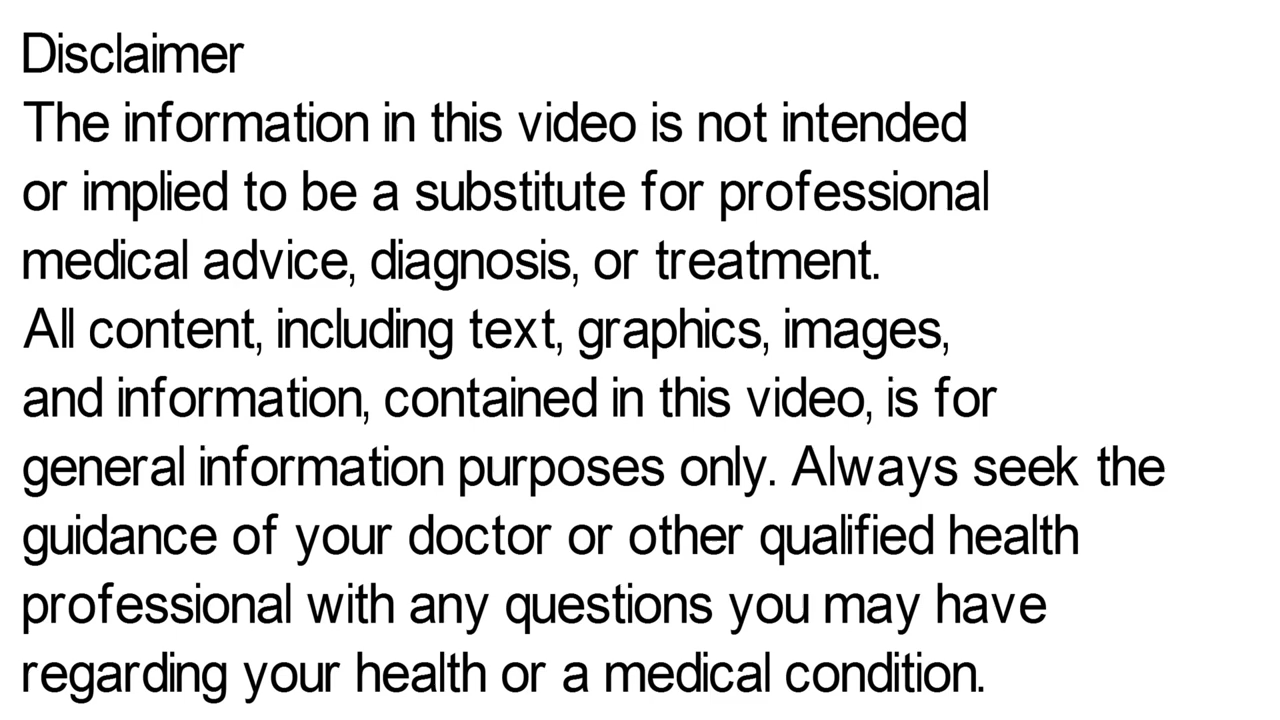 Disclaimer
The information in this video is not intended
or implied to be a substitute for professional
medical advice, diagnosis, or treatment.
All content, including text, graphics, images,
and information, contained in this video, is for
general information purposes only. Always seek the
guidance of your doctor or other qualified health
professional with any questions you may have
regarding your health or a medical condition.